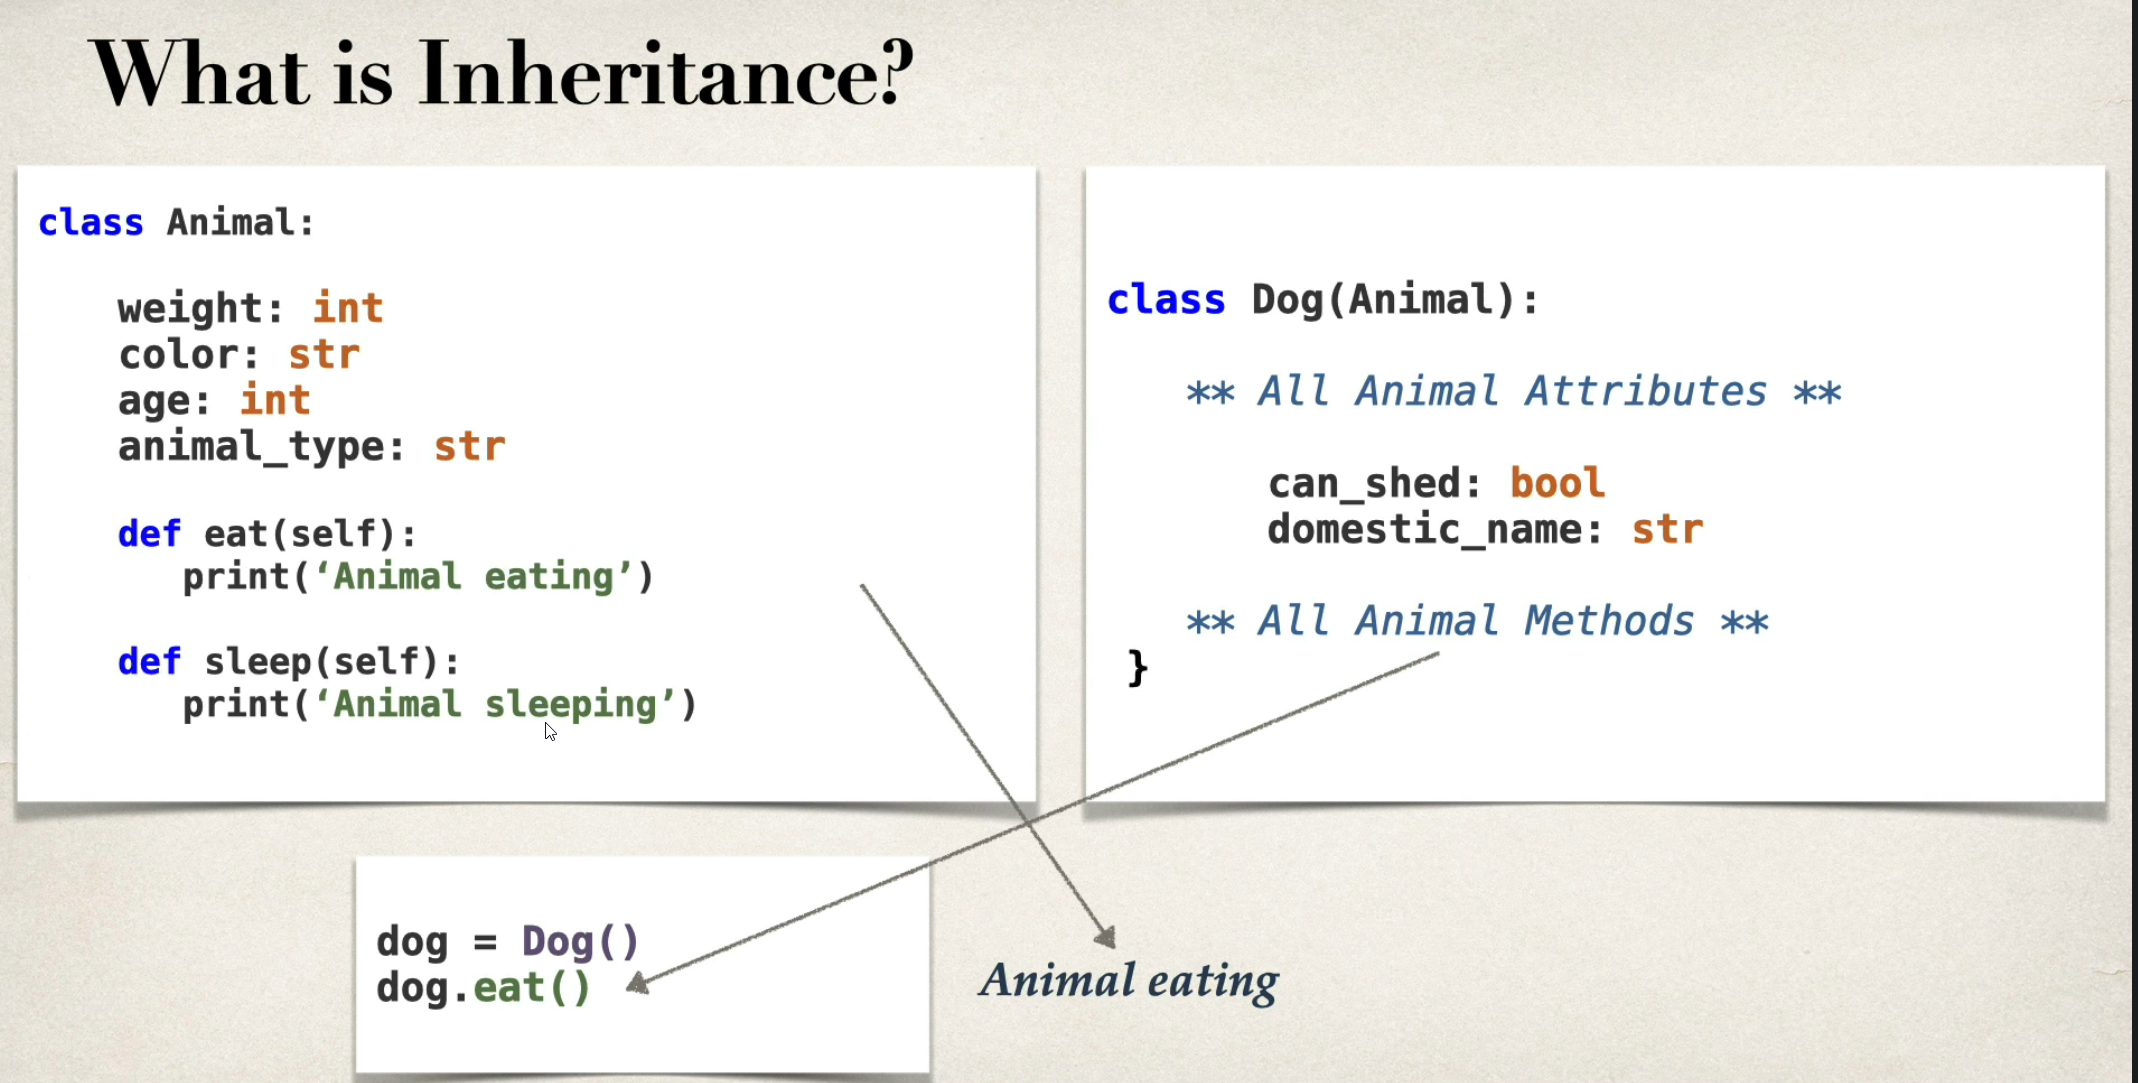 What is Inheritance?
class Animal:
weight: int
color: str
age: int
animal_type: str
def eat(self):
print(‘Animal eating’)
def sleep(self):
print(‘Animal sleeping’)
class Dog(Animal):
** All Animal Attributes **
can_shed: bool
domestic_name: str
** All Animal Methods **
}
dog = Dog()
dog.eat()
Animal eating